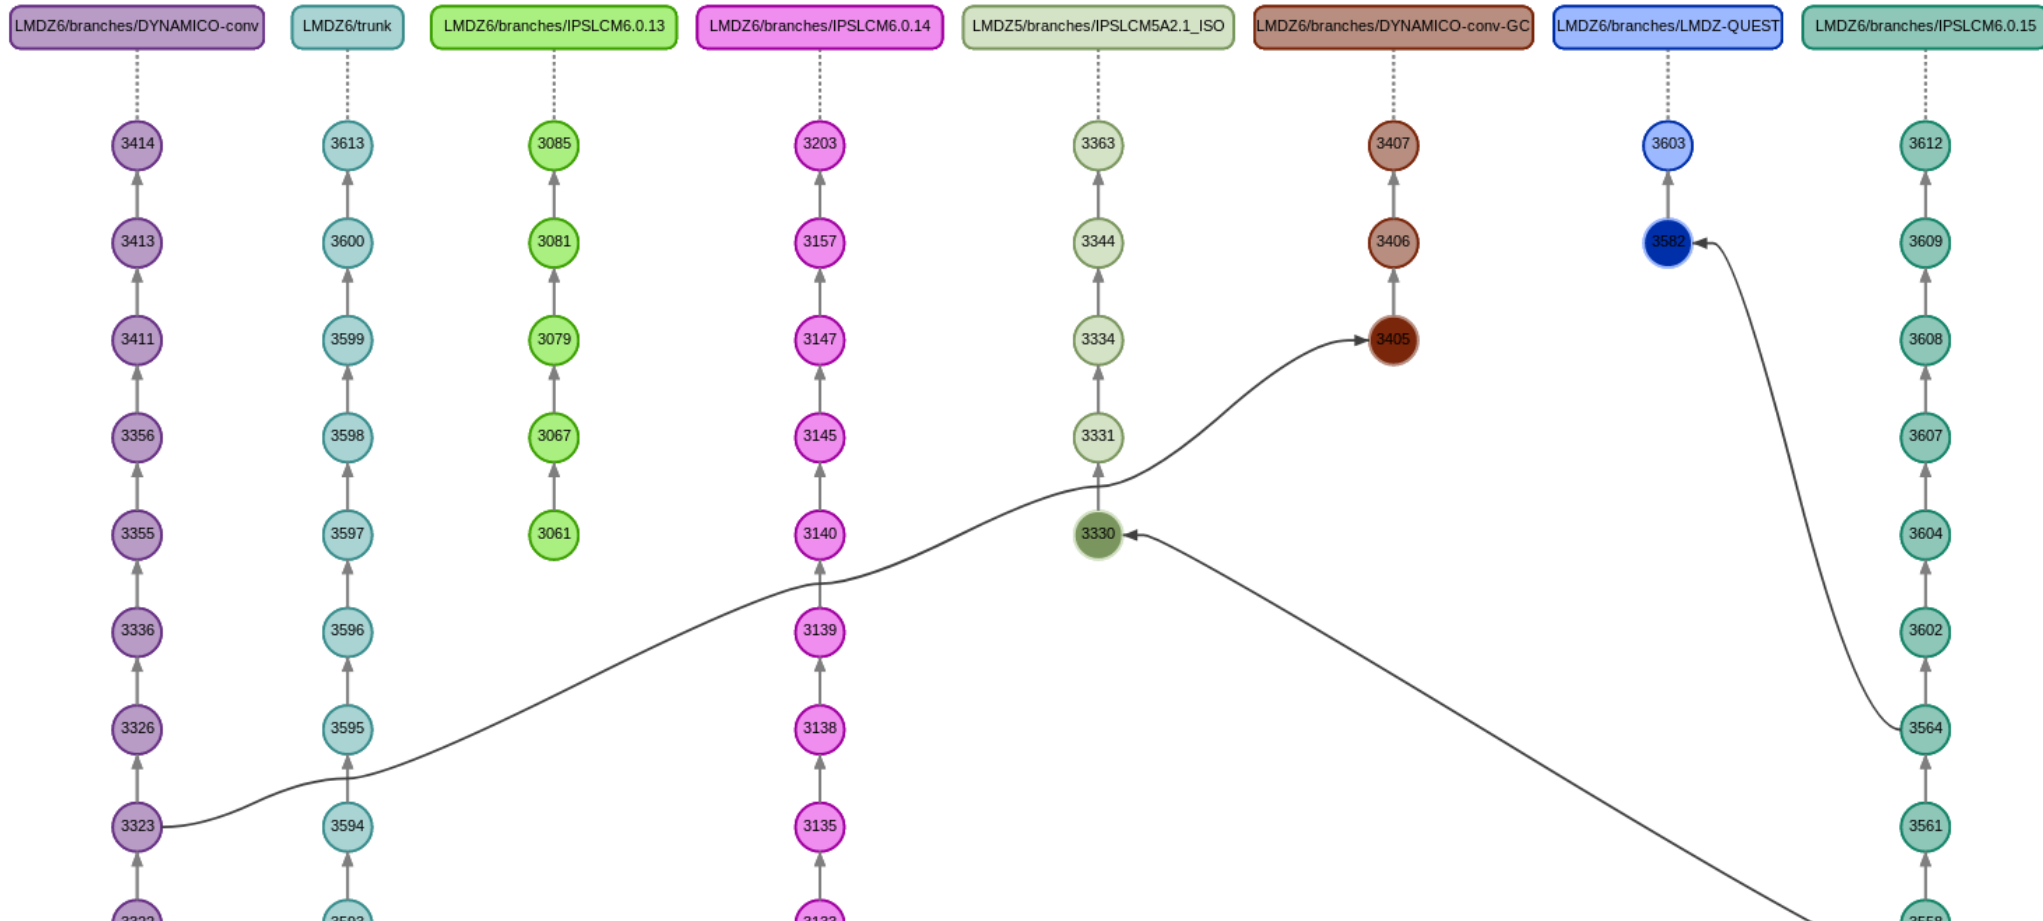 LMDZ6/branches/DYNAMICO-conv LMDZ6/trunk LMDZ6/branches/IPSLCM6.0.13 LMDZ6/branches/IPSLCM6.0.14 LMDZ5/branches/IPSLCM5A2.1_ISO LMDZ6/branches/DYNAMICO-conv-GC LMDZ6/branches/LMDZ-QUEST LMDZ6/branches/IPSLCM6.0.15
3414 3613 3085 3203 3363 3407 3603 3612
3413 3600 3081 3157 3344 3406 3582 3609
3411 3599 3079 3147 3334 3405 3608
3356 3598 3067 3145 3331 3607
3355 3597 3061 3140 3330 3604
3336 3596 3139 3602
3326 3595 3138 3564
3323 3594 3135 3561
3322 3593 3133 3558